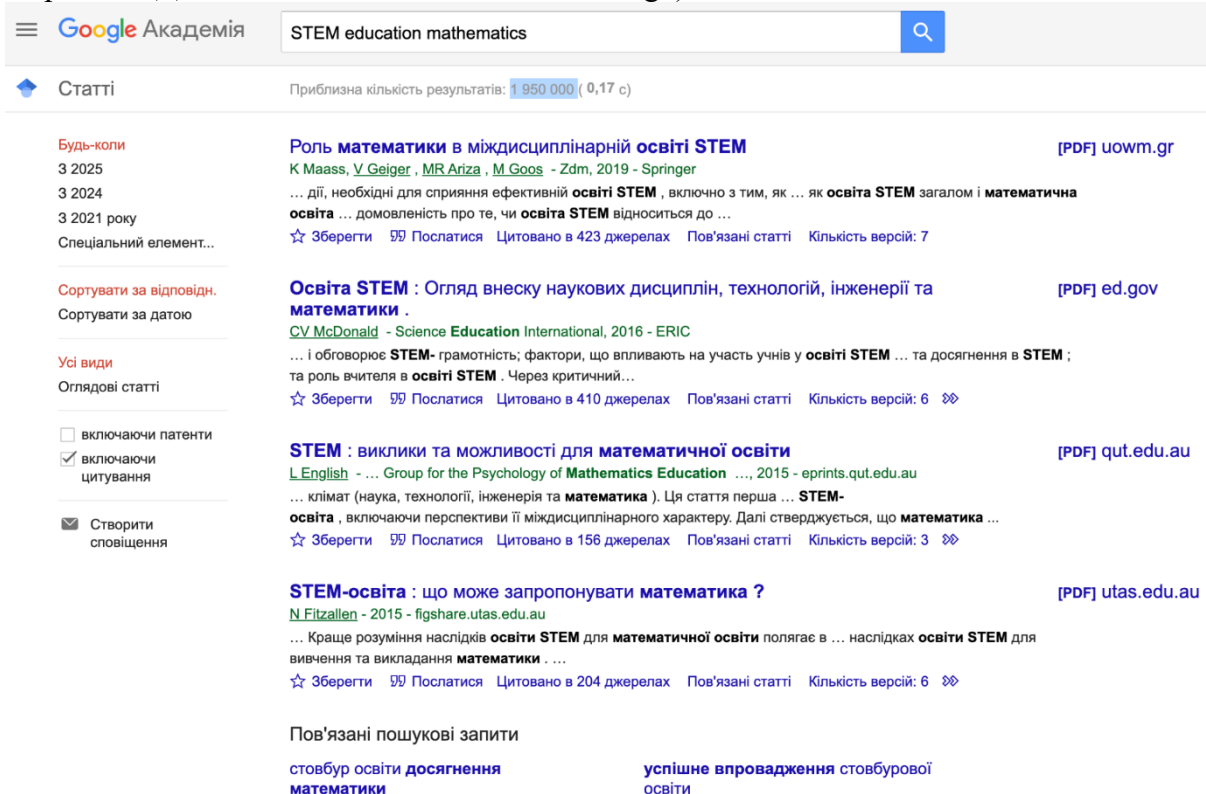 Google Академія
STEM education mathematics
Статті
Приблизна кількість результатів: 1 950 000 ( 0,17 с)
Будь-коли
З 2025
З 2024
З 2021 року
Спеціальний елемент...
Сортувати за відповідн.
Сортувати за датою
Усі види
Оглядові статті
включаючи патенти
включаючи
цитування
Створити
сповіщення
Роль математики в міждисциплінарній освіті STEM
[PDF] uowm.gr
K Maass, V Geiger , MR Ariza , M Goos - Zdm, 2019 - Springer
... дії, необхідні для сприяння ефективній освіті STEM , включно з тим, як ... як освіта STEM загалом і математична
освіта ... домовленість про те, чи освіта STEM відноситься до ...
Зберегти Послатися Цитовано в 423 джерелах Пов'язані статті Кількість версій: 7
Освіта STEM : Огляд внеску наукових дисциплін, технологій, інженерії та
математики .
[PDF] ed.gov
CV McDonald - Science Education International, 2016 - ERIC
... і обговорює STEM- грамотність; фактори, що впливають на участь учнів у освіті STEM ... та досягнення в STEM ;
та роль вчителя в освіті STEM . Через критичний...
Зберегти Послатися Цитовано в 410 джерелах Пов'язані статті Кількість версій: 6
STEM : виклики та можливості для математичної освіти
[PDF] qut.edu.au
L English - ... Group for the Psychology of Mathematics Education ..., 2015 - eprints.qut.edu.au
... клімат (наука, технології, інженерія та математика ). Ця стаття перша ... STEM-
освіта , включаючи перспективи її міждисциплінарного характеру. Далі стверджується, що математика ...
Зберегти Послатися Цитовано в 156 джерелах Пов'язані статті Кількість версій: 3
STEM-освіта : що може запропонувати математика ?
[PDF] utas.edu.au
N Fitzallen - 2015 - figshare.utas.edu.au
... Краще розуміння наслідків освіти STEM для математичної освіти полягає в ... наслідках освіти STEM для
вивчення та викладання математики . ...
Зберегти Послатися Цитовано в 204 джерелах Пов'язані статті Кількість версій: 6
Пов'язані пошукові запити
стовбур освіти досягнення
математики
успішне впровадження стовбурової
освіти